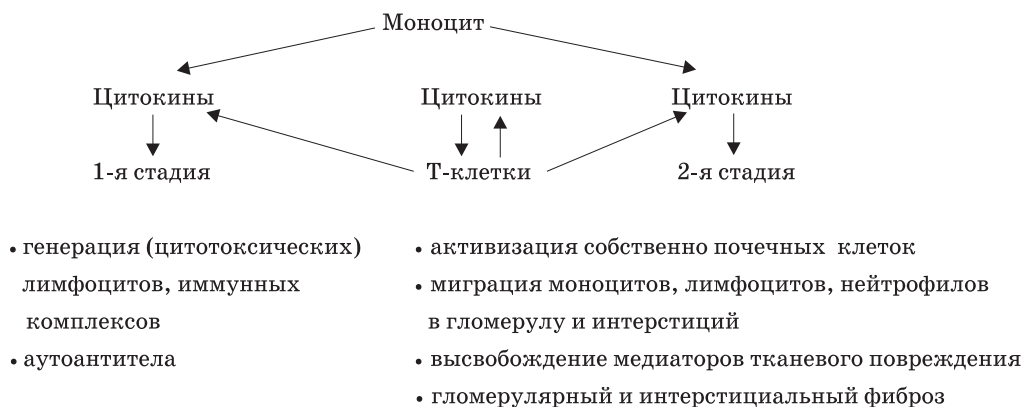 Моноцит
Цитокины Цитокины Цитокины
1-я стадия Т-клетки 2-я стадия
• генерация (цитотоксических)
лимфоцитов, иммунных
комплексов
• аутоантитела
• активизация собственно почечных клеток
• миграция моноцитов, лимфоцитов, нейтрофилов
в гломерулу и интерстиций
• высвобождение медиаторов тканевого повреждения
• гломерулярный и интерстициальный фиброз